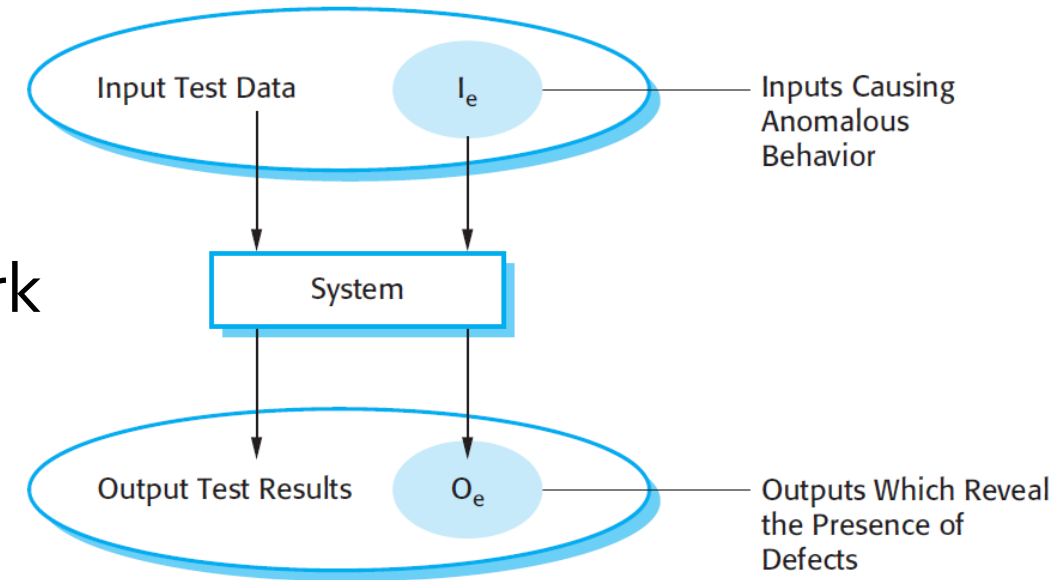 Input Test Data
Iₑ
Inputs Causing
Anomalous
Behavior
rk
System
Output Test Results
Oₑ
Outputs Which Reveal
the Presence of
Defects